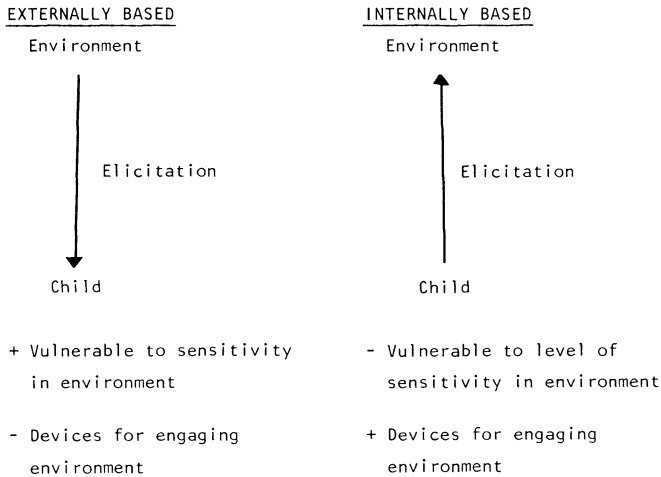 EXTERNALLY BASED
Environment
Elicitation
Child
+ Vulnerable to sensitivity
in environment
- Devices for engaging
environment
INTERNALLY BASED
Environment
Elicitation
Child
- Vulnerable to level of
sensitivity in environment
+ Devices for engaging
environment